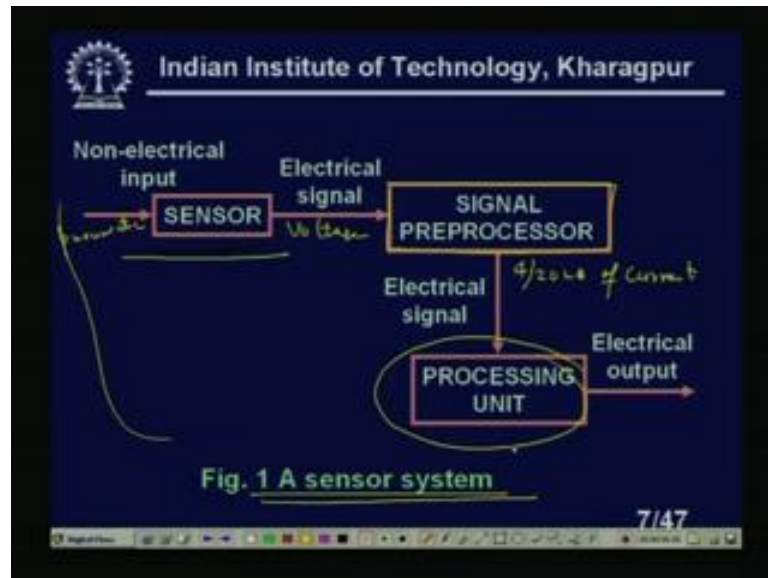 Indian Institute of Technology, Kharagpur
Non-electrical
input
SENSOR
Voltage
Electrical
signal
SIGNAL
PREPROCESSOR
4/20 of Current
Electrical
signal
PROCESSING
UNIT
Electrical
output
Fig. 1 A sensor system
7/47